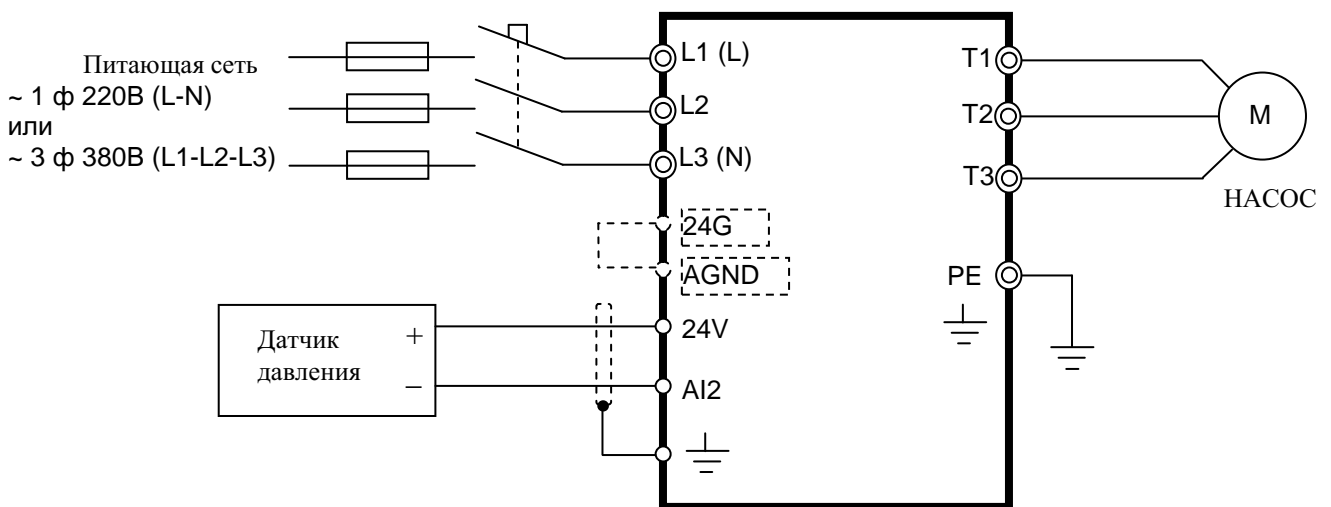 Питающая сеть
~ 1 ф 220В (L-N)
или
~ 3 ф 380В (L1-L2-L3)
L1 (L)
L2
L3 (N)
24G
AGND
24V
AI2
Датчик
давления
+
–
T1
T2
T3
PE
М
НАСОС